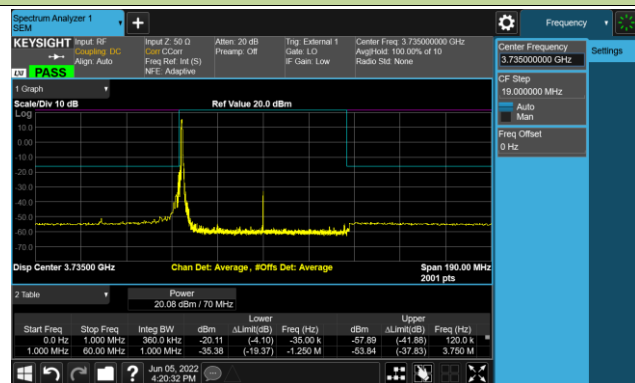 Spectrum Analyzer 1
SEM
Frequency
KEYSIGHT
Input: RF
Coupling: DC
Align: Auto
Input Z: 50 Ω
Corr CCorr
Freq Ref: Int (S)
NFE: Adaptive
Atten: 20 dB
Preamp: Off
Trig: External 1
Gate: LO
IF Gain: Low
Center Freq: 3.735000000 GHz
Avg|Hold: 100.00% of 10
Radio Std: None
LXI PASS
Center Frequency
3.735000000 GHz
Settings
CF Step
19.000000 MHz
Auto
Man
Freq Offset
0 Hz
1 Graph
Scale/Div 10 dB
Ref Value 20.0 dBm
Log
10.0
0.00
-10.0
-20.0
-30.0
-40.0
-50.0
-60.0
-70.0
Disp Center 3.73500 GHz
Chan Det: Average , #Offs Det: Average
Span 190.00 MHz
2001 pts
2 Table
Power
20.08 dBm / 70 MHz
Lower Upper
Start Freq Stop Freq Integ BW dBm ΔLimit(dB) Freq (Hz) dBm ΔLimit(dB) Freq (Hz)
0.0 Hz 1.000 MHz 360.0 kHz -20.11 (-4.10) -35.00 k -57.89 (-41.88) 120.0 k
1.000 MHz 60.00 MHz 1.000 MHz -35.38 (-19.37) -1.250 M -53.84 (-37.83) 3.750 M
Jun 05, 2022
4:20:32 PM